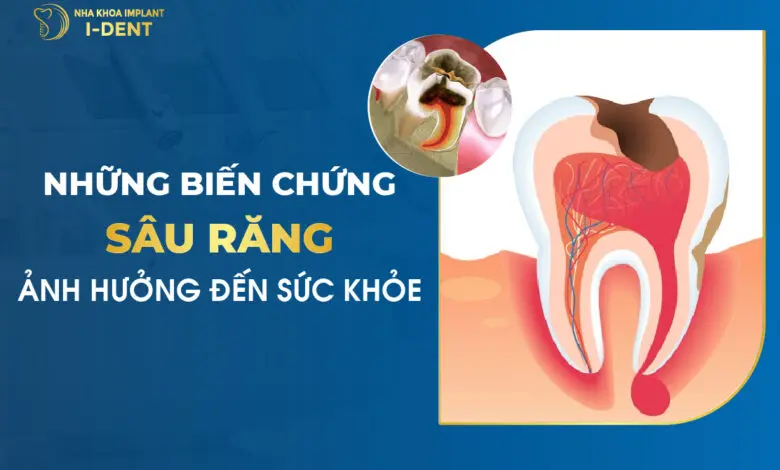 NHA KHOA IMPLANT
I-DENT
NHỮNG BIẾN CHỨNG
SÂU RĂNG
ẢNH HƯỞNG ĐẾN SỨC KHỎE